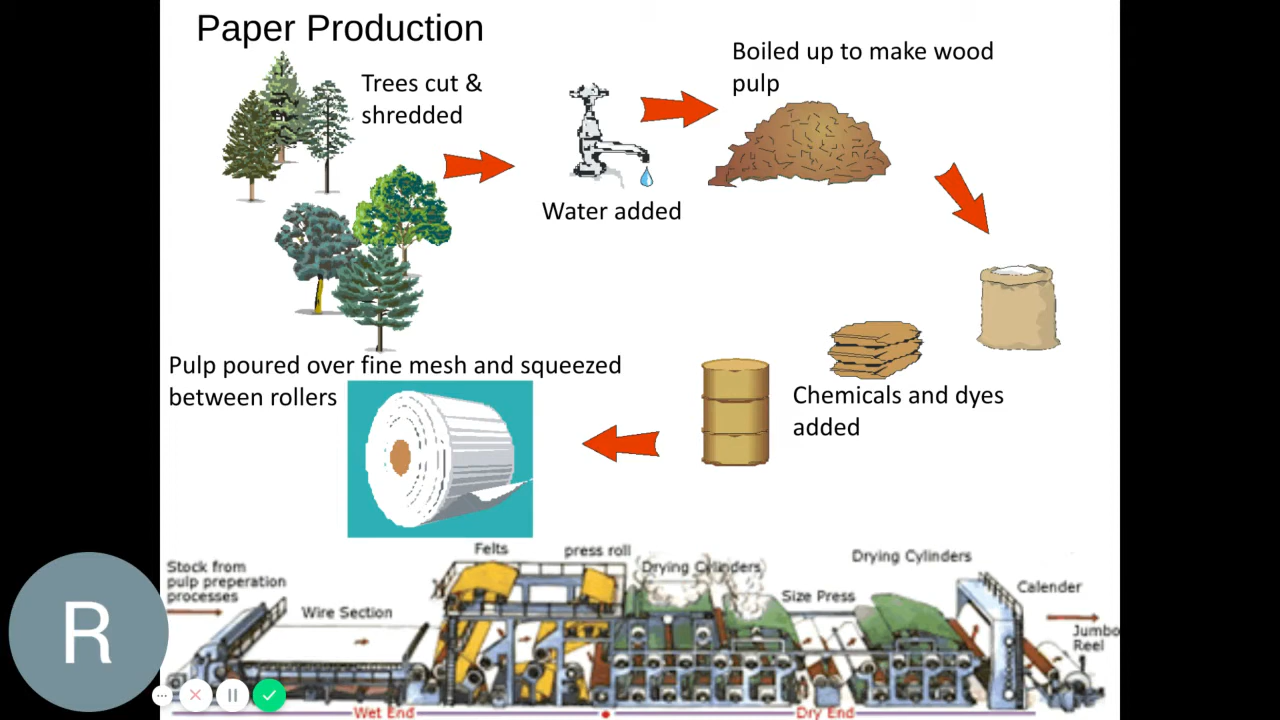 Paper Production
Trees cut &
shredded
Water added
Boiled up to make wood
pulp
Chemicals and dyes
added
Pulp poured over fine mesh and squeezed
between rollers
Stock from
pulp preperation
processes
Wire Section
Felts
press roll
Drying Cylinders
Size Press
Drying Cylinders
Calender
Jumbo
Reel
Wet End
Dry End
R